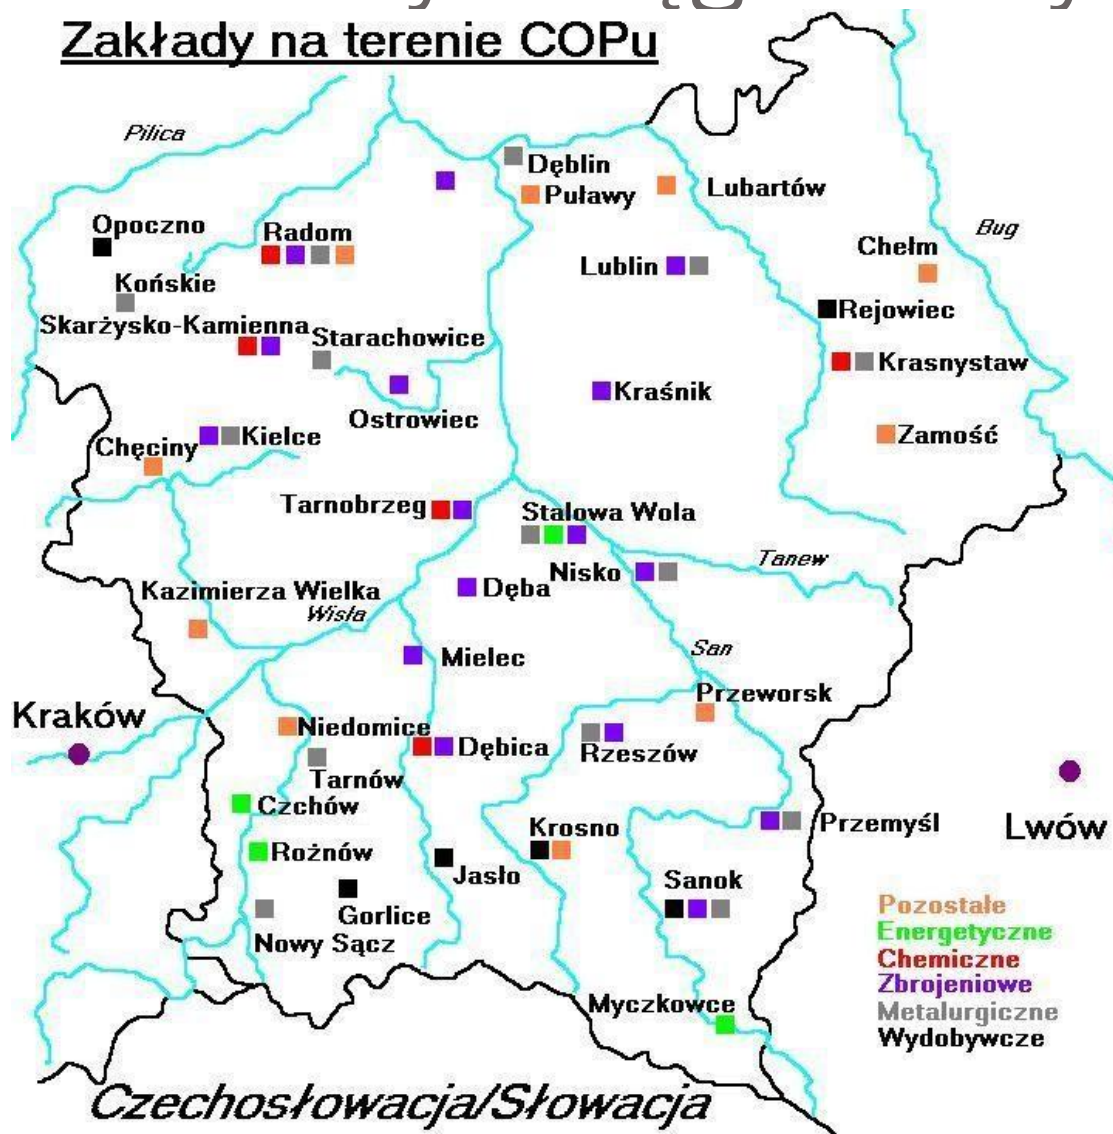 Zakłady na terenie COPu
Pilica
Dęblin
Puławy
Lubartów
Opoczno
Radom
Bug
Chełm
Lublin
Końskie
Rejowiec
Skarżysko-Kamienna
Starachowice
Krasnystaw
Kraśnik
Ostrowiec
Kielce
Chęciny
Zamość
Tarnobrzeg
Stalowa Wola
Tanew
Nisko
Kazimierza Wielka
Dęba
Wisła
San
Mielec
Przeworsk
Kraków
Niedomice
Dębica
Rzeszów
Tarnów
Czchów
Przemyśl
Lwów
Krosno
Rożnów
Jasło
Sanok
Gorlice
Nowy Sącz
Pozostałe
Energetyczne
Chemiczne
Zbrojeniowe
Metalurgiczne
Wydobywcze
Myczkowce
Czechosłowacja/Słowacja